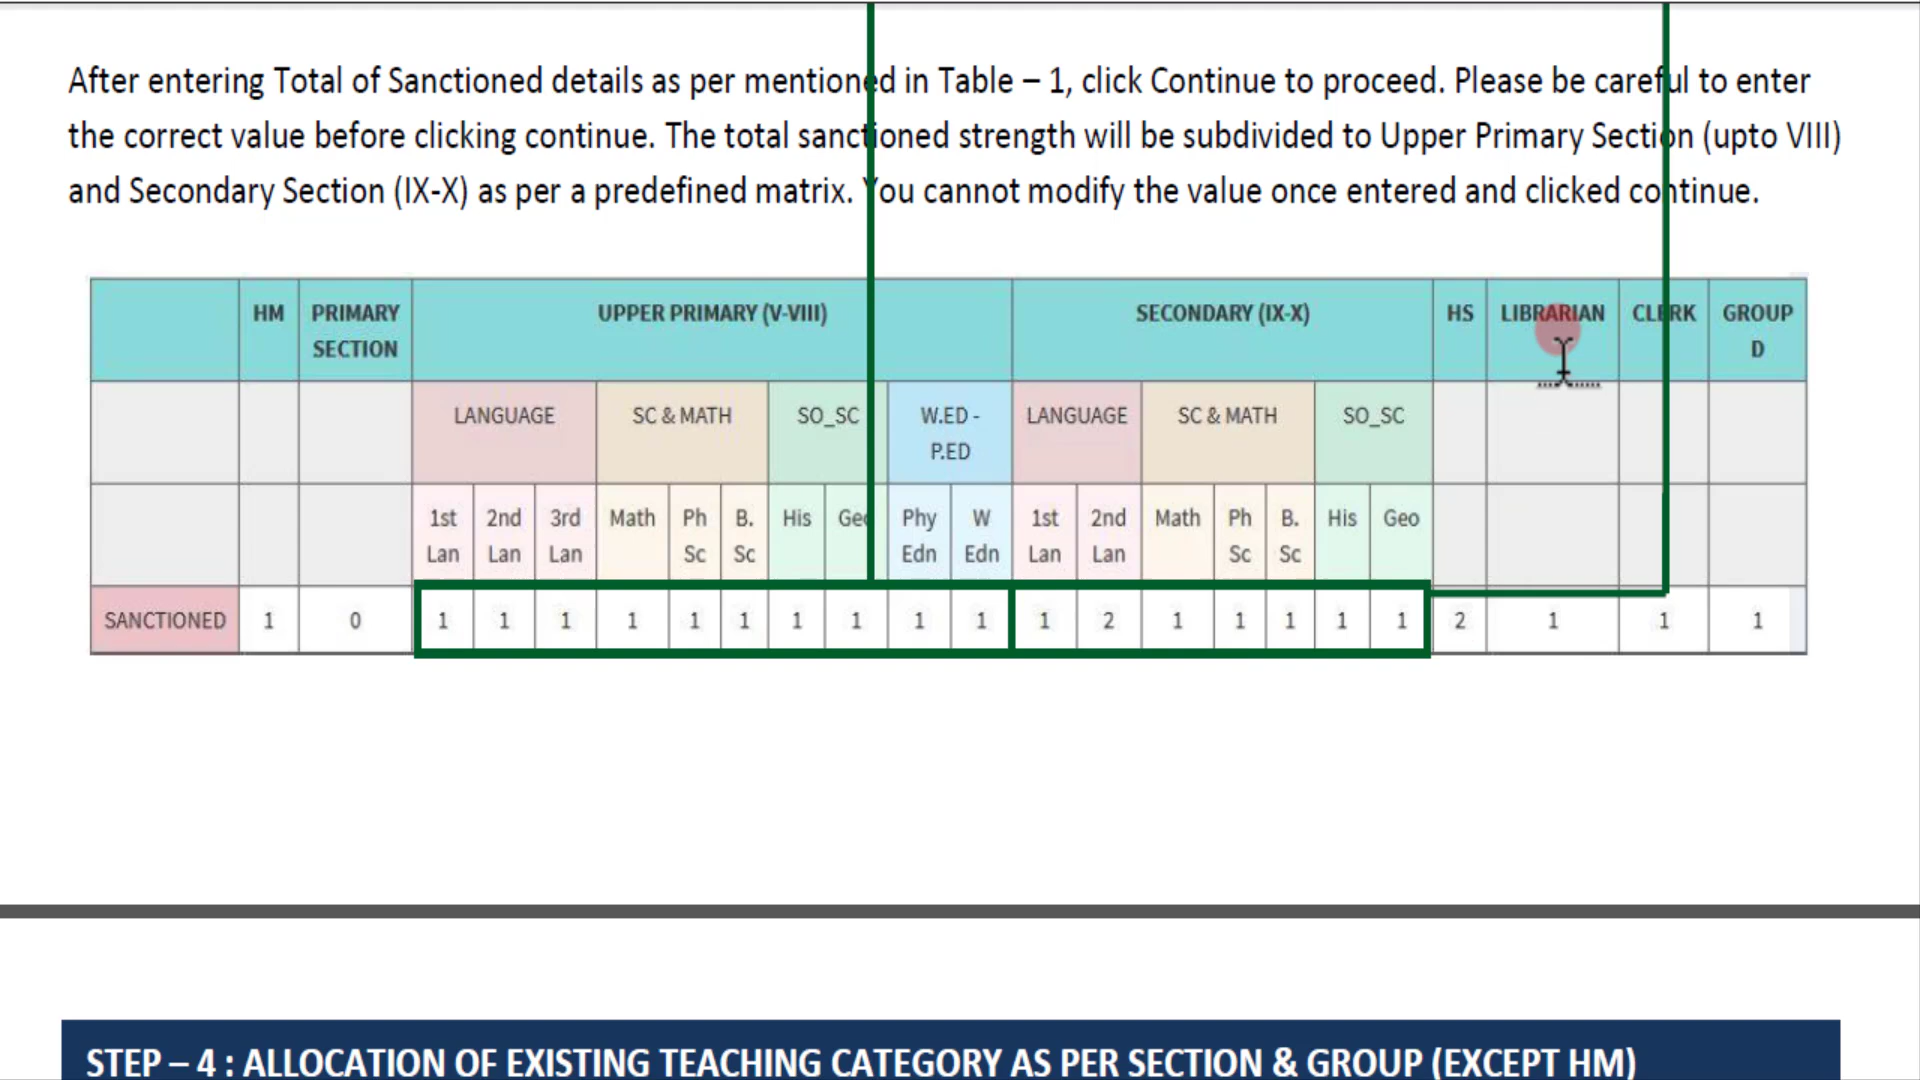 After entering Total of Sanctioned details as per mentioned in Table – 1, click Continue to proceed. Please be careful to enter
the correct value before clicking continue. The total sanctioned strength will be subdivided to Upper Primary Section (upto VIII)
and Secondary Section (IX-X) as per a predefined matrix. You cannot modify the value once entered and clicked continue.
HM PRIMARY SECTION UPPER PRIMARY (V-VIII) SECONDARY (IX-X) HS LIBRARIAN CLERK GROUP D
LANGUAGE SC & MATH SO_SC W.ED - P.ED LANGUAGE SC & MATH SO_SC
1st Lan 2nd Lan 3rd Lan Math Ph Sc B. Sc His Geo Phy Edn W Edn 1st Lan 2nd Lan Math Ph Sc B. Sc His Geo
SANCTIONED 1 0 1 1 1 1 1 1 1 1 1 1 1 2 1 1 1 1 1 2 1 1 1
STEP – 4 : ALLOCATION OF EXISTING TEACHING CATEGORY AS PER SECTION & GROUP (EXCEPT HM)